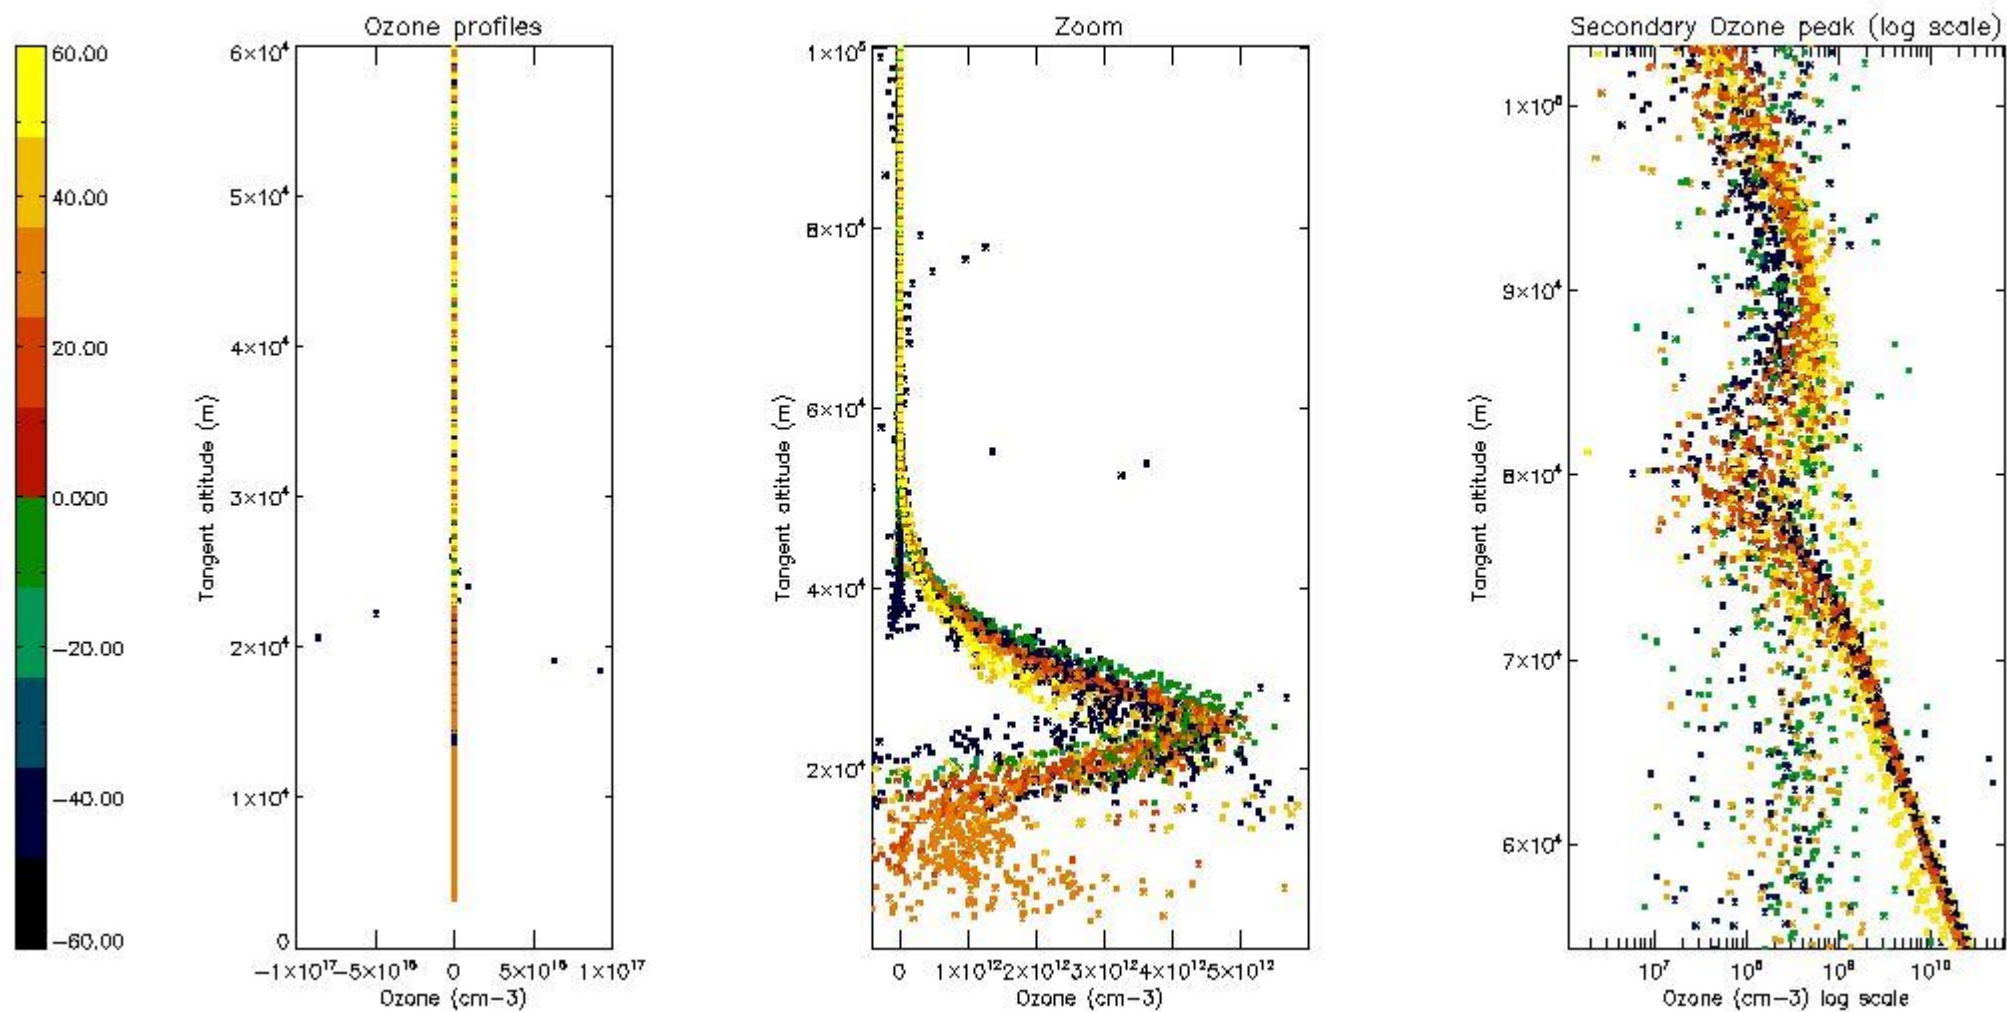 Ozone profiles
Zoom
Secondary Ozone peak (log scale)
60.00
40.00
20.00
0.000
−20.00
−40.00
−60.00
6×10⁴
5×10⁴
4×10⁴
3×10⁴
2×10⁴
1×10⁴
0
Tangent altitude (m)
−1×10¹⁷ −5×10¹⁶ 0 5×10¹⁶ 1×10¹⁷
Ozone (cm−3)
1×10⁵
8×10⁴
6×10⁴
4×10⁴
2×10⁴
Tangent altitude (m)
0 1×10¹² 2×10¹² 3×10¹² 4×10¹² 5×10¹²
Ozone (cm−3)
1×10⁵
9×10⁴
8×10⁴
7×10⁴
6×10⁴
Tangent altitude (m)
10⁷ 10⁸ 10⁹ 10¹⁰
Ozone (cm−3) log scale